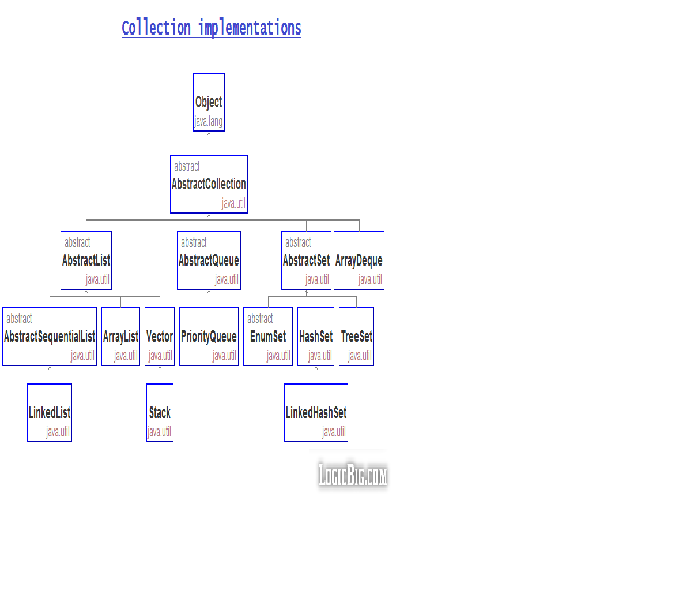 Collection implementations
Object
java.lang
abstract
AbstractCollection
java.util
abstract
AbstractList
java.util
abstract
AbstractQueue
java.util
abstract
AbstractSet
java.util
ArrayDeque
java.util
abstract
AbstractSequentialList
java.util
ArrayList
java.util
Vector
java.util
PriorityQueue
java.util
abstract
EnumSet
java.util
HashSet
java.util
TreeSet
java.util
LinkedList
java.util
Stack
java.util
LinkedHashSet
java.util
LogicBig.com